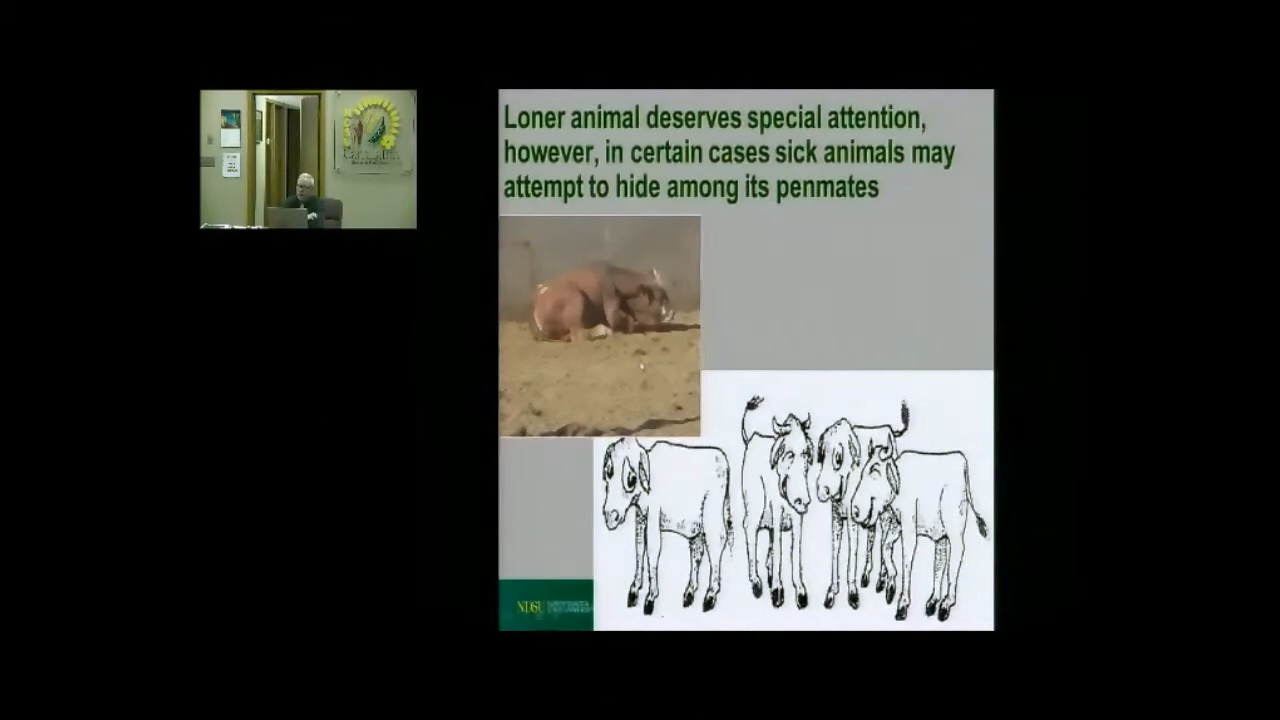 Loner animal deserves special attention,
however, in certain cases sick animals may
attempt to hide among its penmates
NDSU